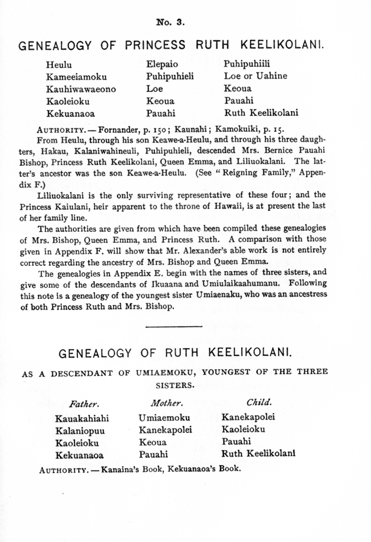 No. 3.
GENEALOGY OF PRINCESS RUTH KEELIKOLANI.
Heulu Elepaio Puhipuhiili
Kameeiamoku Puhipuhieli Loe or Uahine
Kauhiwawaeono Loe Keoua
Kaoleioku Keoua Pauahi
Kekuanaoa Pauahi Ruth Keelikolani
AUTHORITY. — Fornander, p. 150; Kaunahi; Kamokuiki, p. 15.
From Heulu, through his son Keawe-a-Heulu, and through his three daugh-
ters, Hakau, Kalaniwahineuli, Puhipuhieli, descended Mrs. Bernice Pauahi
Bishop, Princess Ruth Keelikolani, Queen Emma, and Liliuokalani. The lat-
ter's ancestor was the son Keawe-a-Heulu. (See "Reigning Family," Appen-
dix F.)
Liliuokalani is the only surviving representative of these four; and the
Princess Kaiulani, heir apparent to the throne of Hawaii, is at present the last
of her family line.
The authorities are given from which have been compiled these genealogies
of Mrs. Bishop, Queen Emma, and Princess Ruth. A comparison with those
given in Appendix F. will show that Mr. Alexander's able work is not entirely
correct regarding the ancestry of Mrs. Bishop and Queen Emma.
The genealogies in Appendix E. begin with the names of three sisters, and
give some of the descendants of Ikuaana and Umiulaikaahumanu. Following
this note is a genealogy of the youngest sister Umiaenaku, who was an ancestress
of both Princess Ruth and Mrs. Bishop.
GENEALOGY OF RUTH KEELIKOLANI.
AS A DESCENDANT OF UMIAEMOKU, YOUNGEST OF THE THREE
SISTERS.
Father. Mother. Child.
Kauakahiahi Umiaemoku Kanekapolei
Kalaniopuu Kanekapolei Kaoleioku
Kaoleioku Keoua Pauahi
Kekuanaoa Pauahi Ruth Keelikolani
AUTHORITY. — Kanaina's Book, Kekuanaoa's Book.